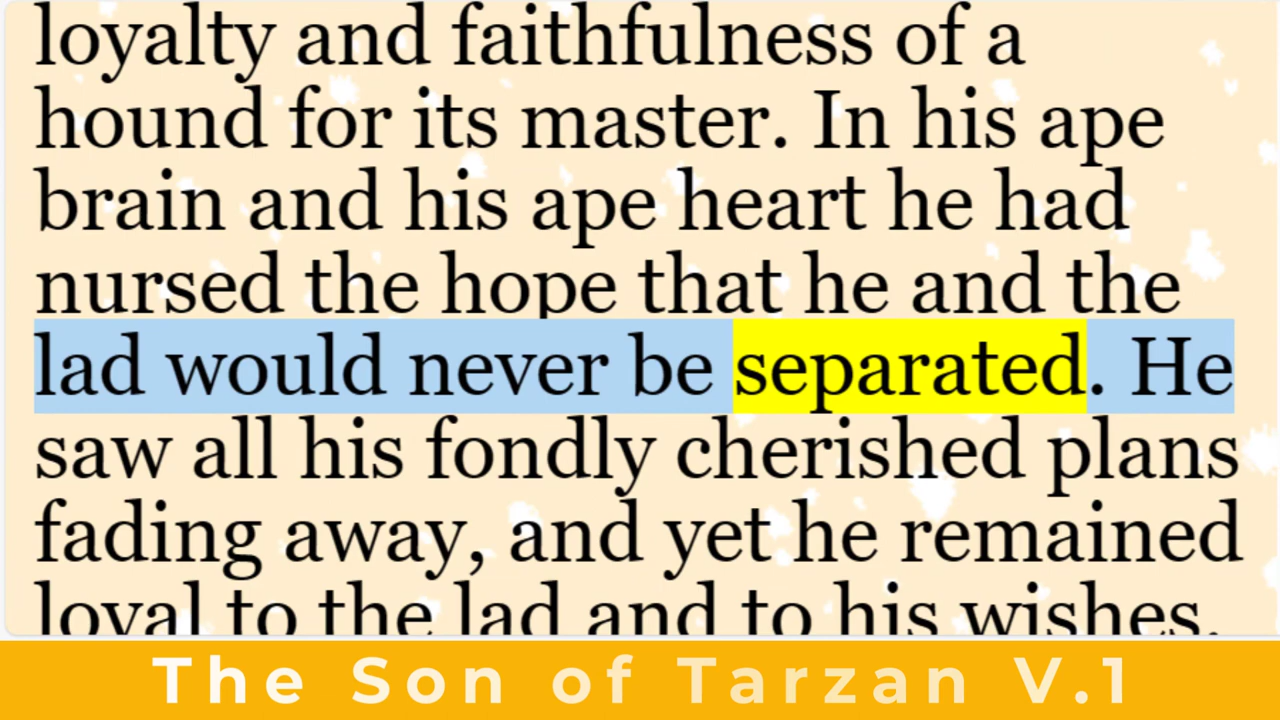 loyalty and faithfulness of a
hound for its master. In his ape
brain and his ape heart he had
nursed the hope that he and the
lad would never be separated. He
saw all his fondly cherished plans
fading away, and yet he remained
loyal to the lad and to his wishes.
The Son of Tarzan V.1